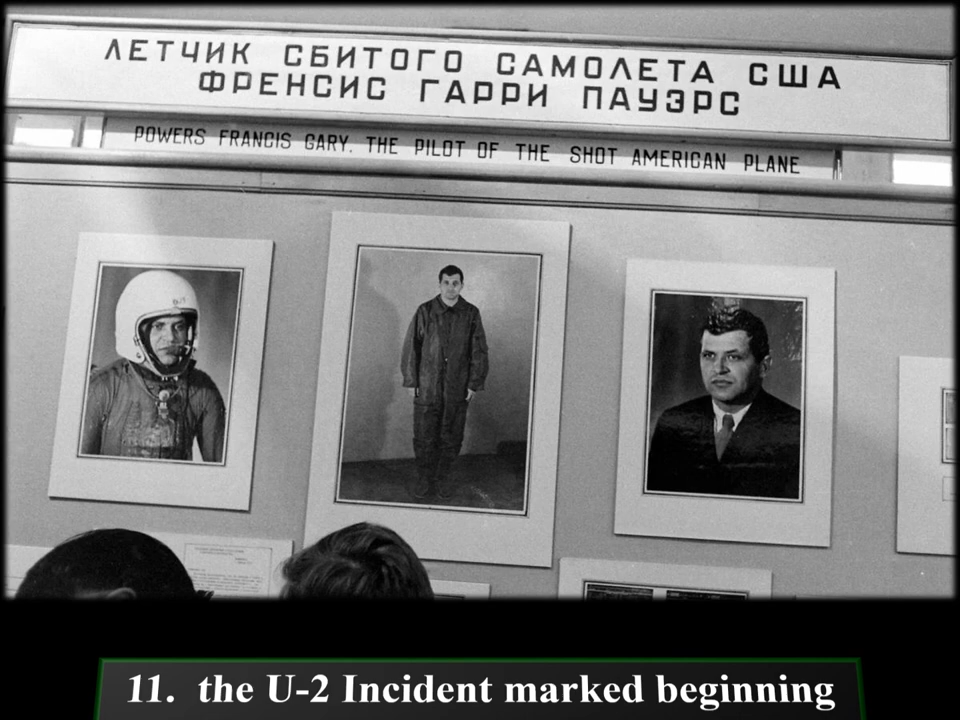 ЛЕТЧИК СБИТОГО САМОЛЕТА США
ФРЕНСИС ГАРРИ ПАУЭРС
POWERS FRANCIS GARY. THE PILOT OF THE SHOT AMERICAN PLANE
11. the U-2 Incident marked beginning